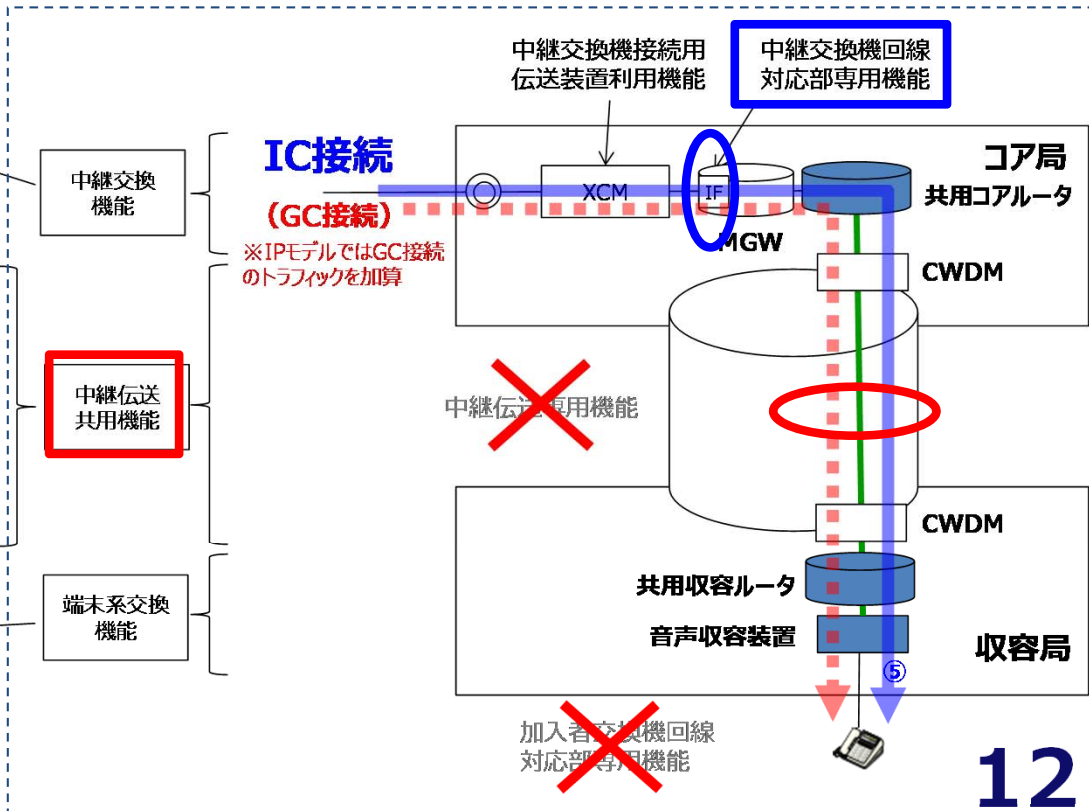 中継交換機接続用
伝送装置利用機能
中継交換機回線
対応部専用機能
IC接続
コア局
中継交換
機能
XCM
IF
共用コアルータ
(GC接続)
MGW
※IPモデルではGC接続
のトラフィックを加算
CWDM
中継伝送
共用機能
中継伝送専用機能
CWDM
共用収容ルータ
端末系交換
機能
音声収容装置
収容局
⑤
加入者交換機回線
対応部専用機能
12